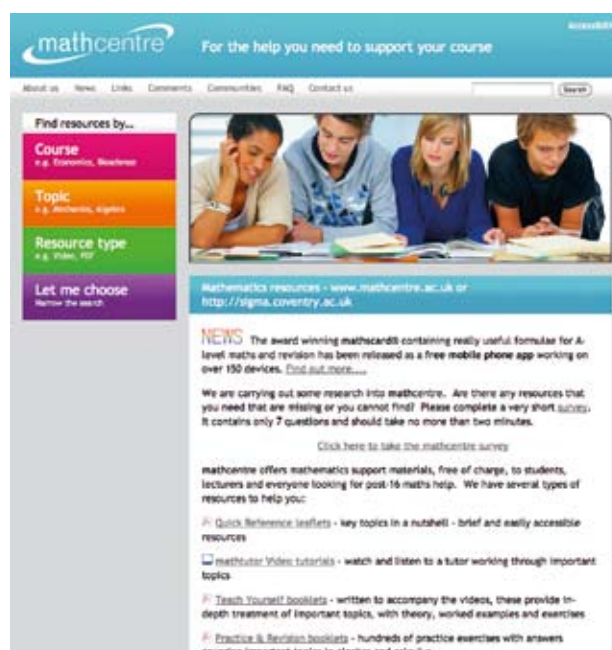 Accessibility
mathcentre
For the help you need to support your course
About us News Links Comments Communities FAQ Contact us
Search
Find resources by...
Course
e.g. Economics, Bioscience
Topic
e.g. Mechanics, Algebra
Resource type
e.g. Video, PDF
Let me choose
Narrow the search
Mathematics resources - www.mathcentre.ac.uk or
http://sigma.coventry.ac.uk
NEWS The award winning mathscard® containing really useful formulae for A-
level maths and revision has been released as a free mobile phone app working on
over 150 devices. Find out more....
We are carrying out some research into mathcentre. Are there any resources that
you need that are missing or you cannot find? Please complete a very short survey.
It contains only 7 questions and should take no more than two minutes.
Click here to take the mathcentre survey
mathcentre offers mathematics support materials, free of charge, to students,
lecturers and everyone looking for post-16 maths help. We have several types of
resources to help you:
Quick Reference leaflets - key topics in a nutshell - brief and easily accessible
resources
mathtutor Video tutorials - watch and listen to a tutor working through important
topics
Teach Yourself booklets - written to accompany the videos, these provide in-
depth treatment of important topics, with theory, worked examples and exercises
Practice & Revision booklets - hundreds of practice exercises with answers